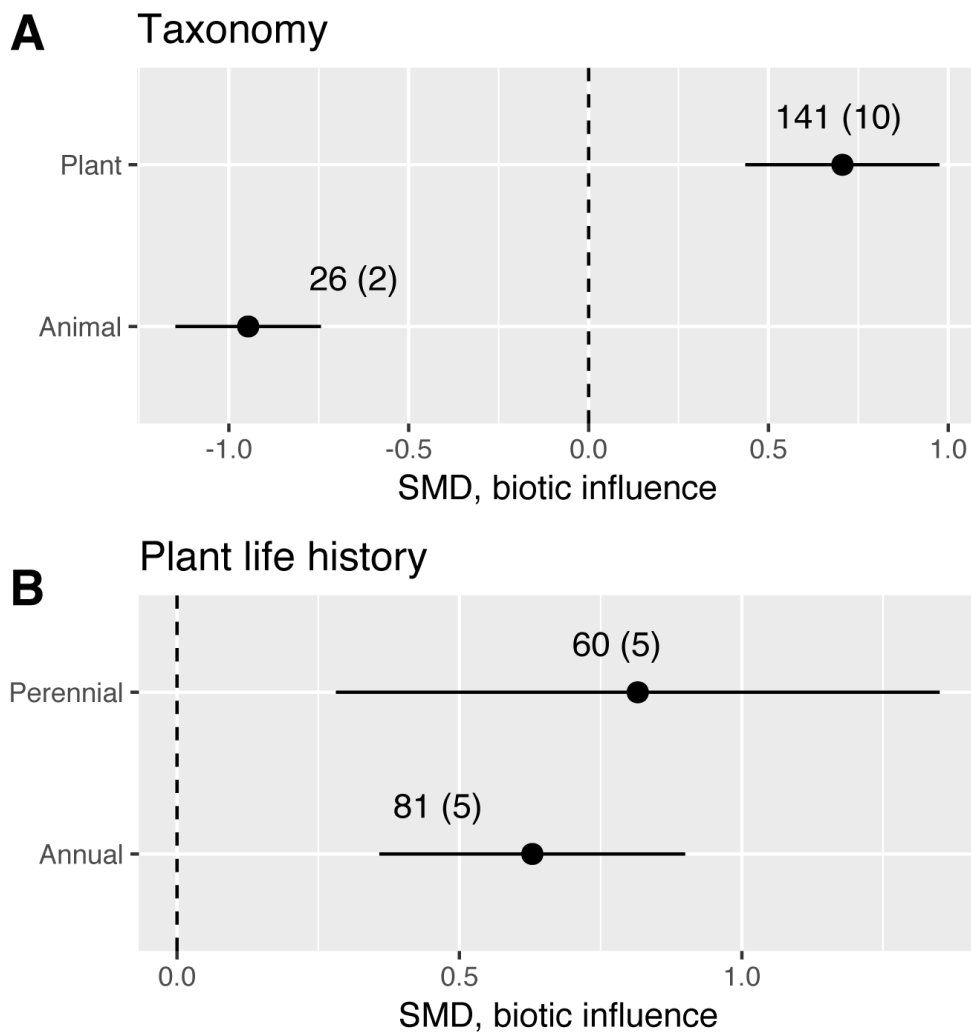 A
Taxonomy
141 (10)
Plant
26 (2)
Animal
-1.0 -0.5 0.0 0.5 1.0
SMD, biotic influence
Plant life history
B
60 (5)
Perennial
81 (5)
Annual
0.0 0.5 1.0
SMD, biotic influence